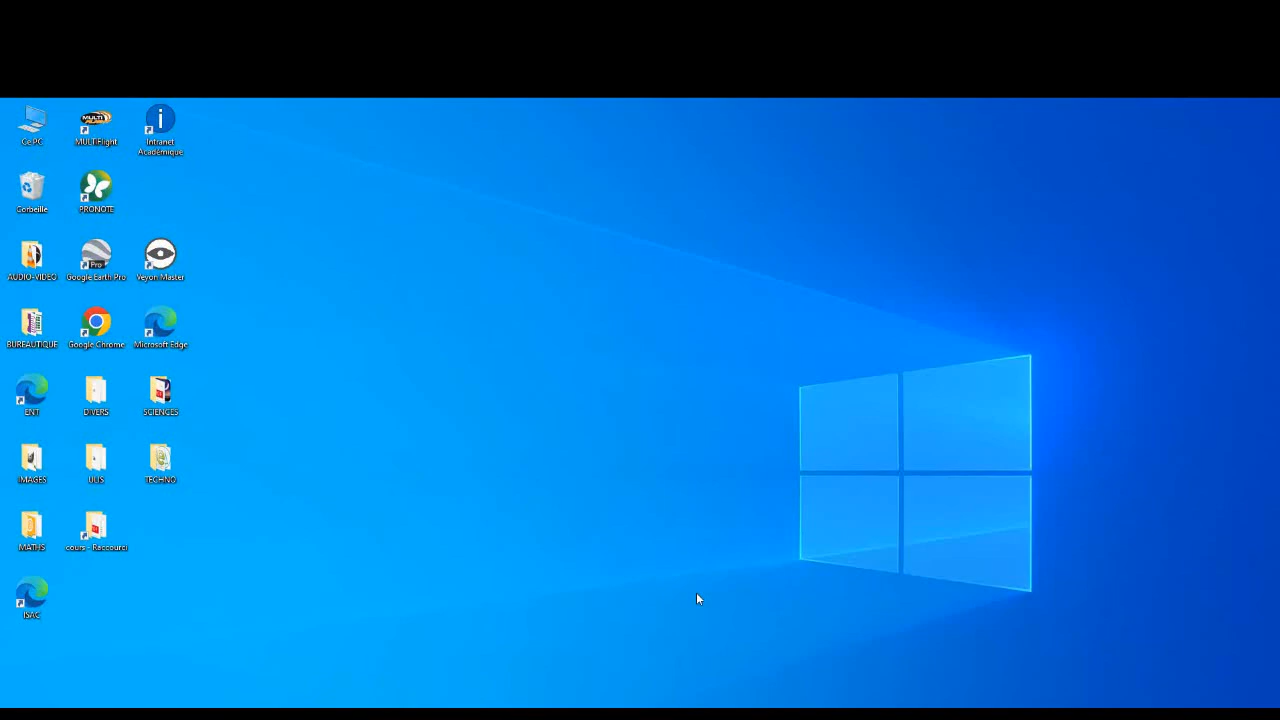 Ce PC
MULTIFlight
Intranet
Académique
Corbeille
PRONOTE
AUDIO-VIDEO
Google Earth Pro
Veyon Master
BUREAUTIQUE
Google Chrome
Microsoft Edge
ENT
DIVERS
SCIENCES
IMAGES
ULIS
TECHNO
MATHS
cours - Raccourci
ISAC